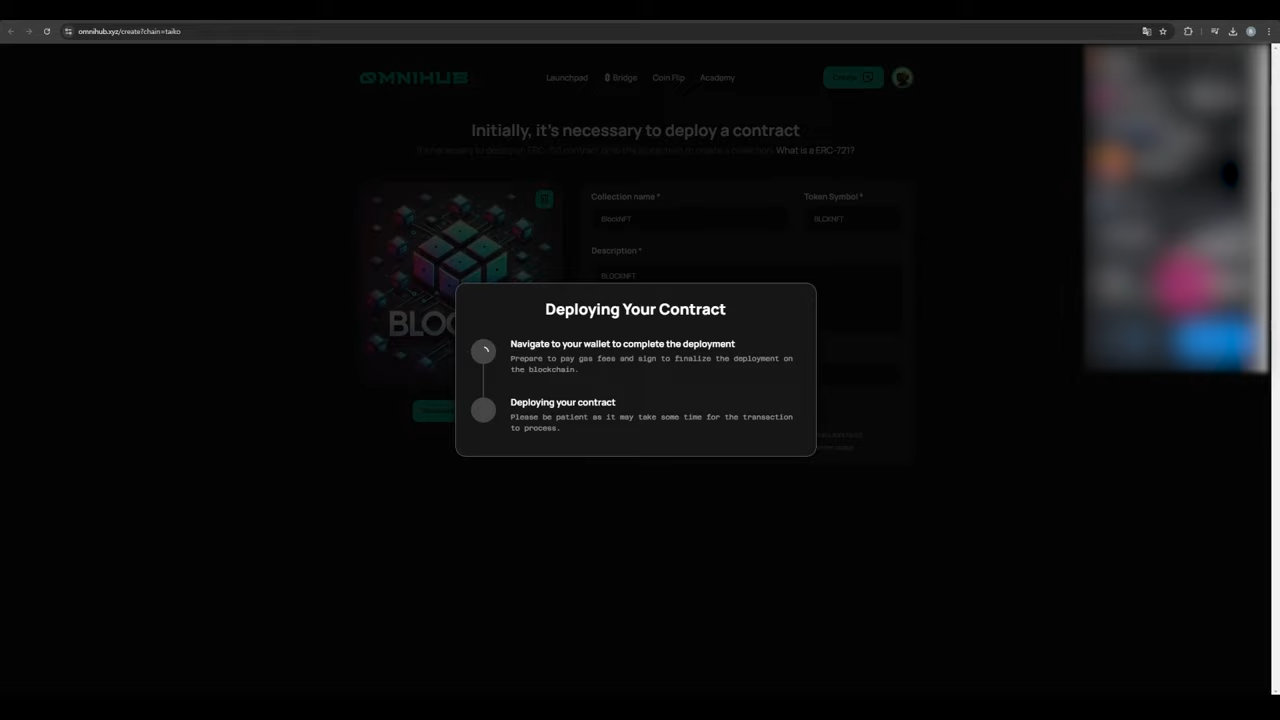 omnihub.xyz/create?chain=taiko
OMNIHUB
Launchpad
Bridge
Coin Flip
Academy
Create
Initially, it's necessary to deploy a contract
What is a ERC-721?
Collection name *
Token Symbol *
BlockNFT
BLCKNFT
Description *
BLOCKNFT
BLOC
Deploying Your Contract
Navigate to your wallet to complete the deployment
Prepare to pay gas fees and sign to finalize the deployment on
the blockchain.
Deploying your contract
Please be patient as it may take some time for the transaction
to process.